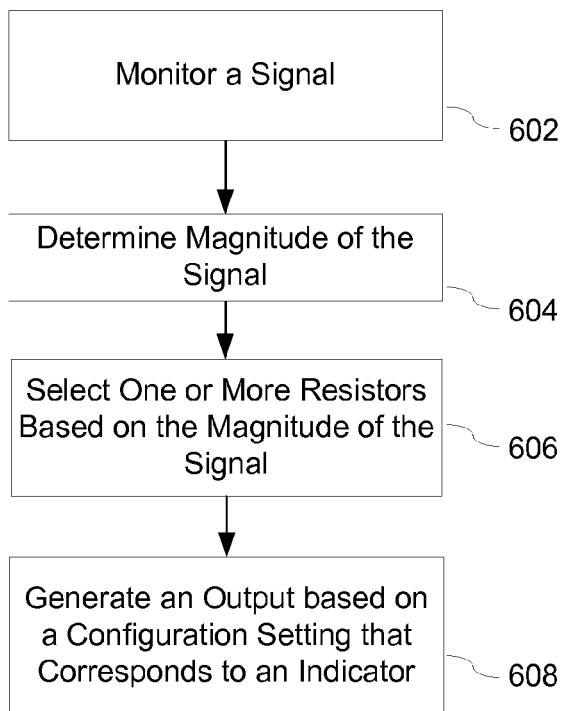 Monitor a Signal
602
Determine Magnitude of the
Signal
604
Select One or More Resistors
Based on the Magnitude of the
Signal
606
Generate an Output based on
a Configuration Setting that
Corresponds to an Indicator
608